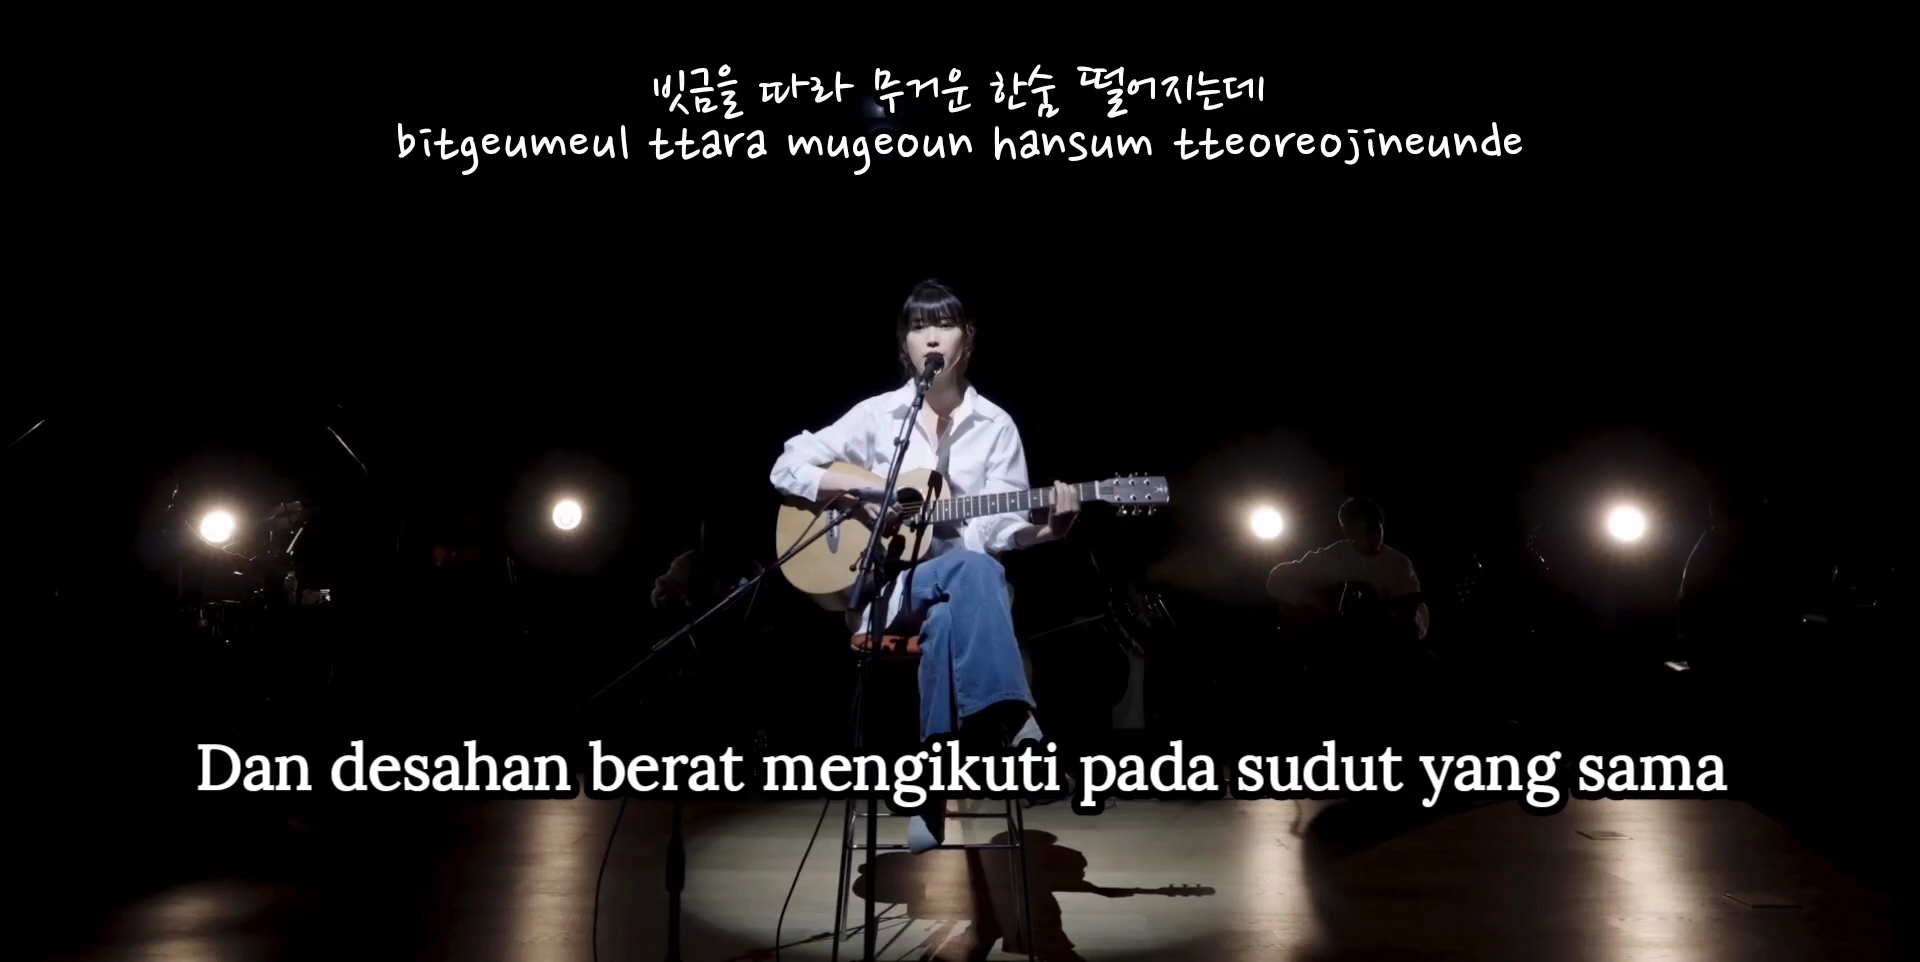 빗금을 따라 무거운 한숨 떨어지는데
bitgeumeul ttara mugeoun hansum tteoreojineunde
Dan desahan berat mengikuti pada sudut yang sama